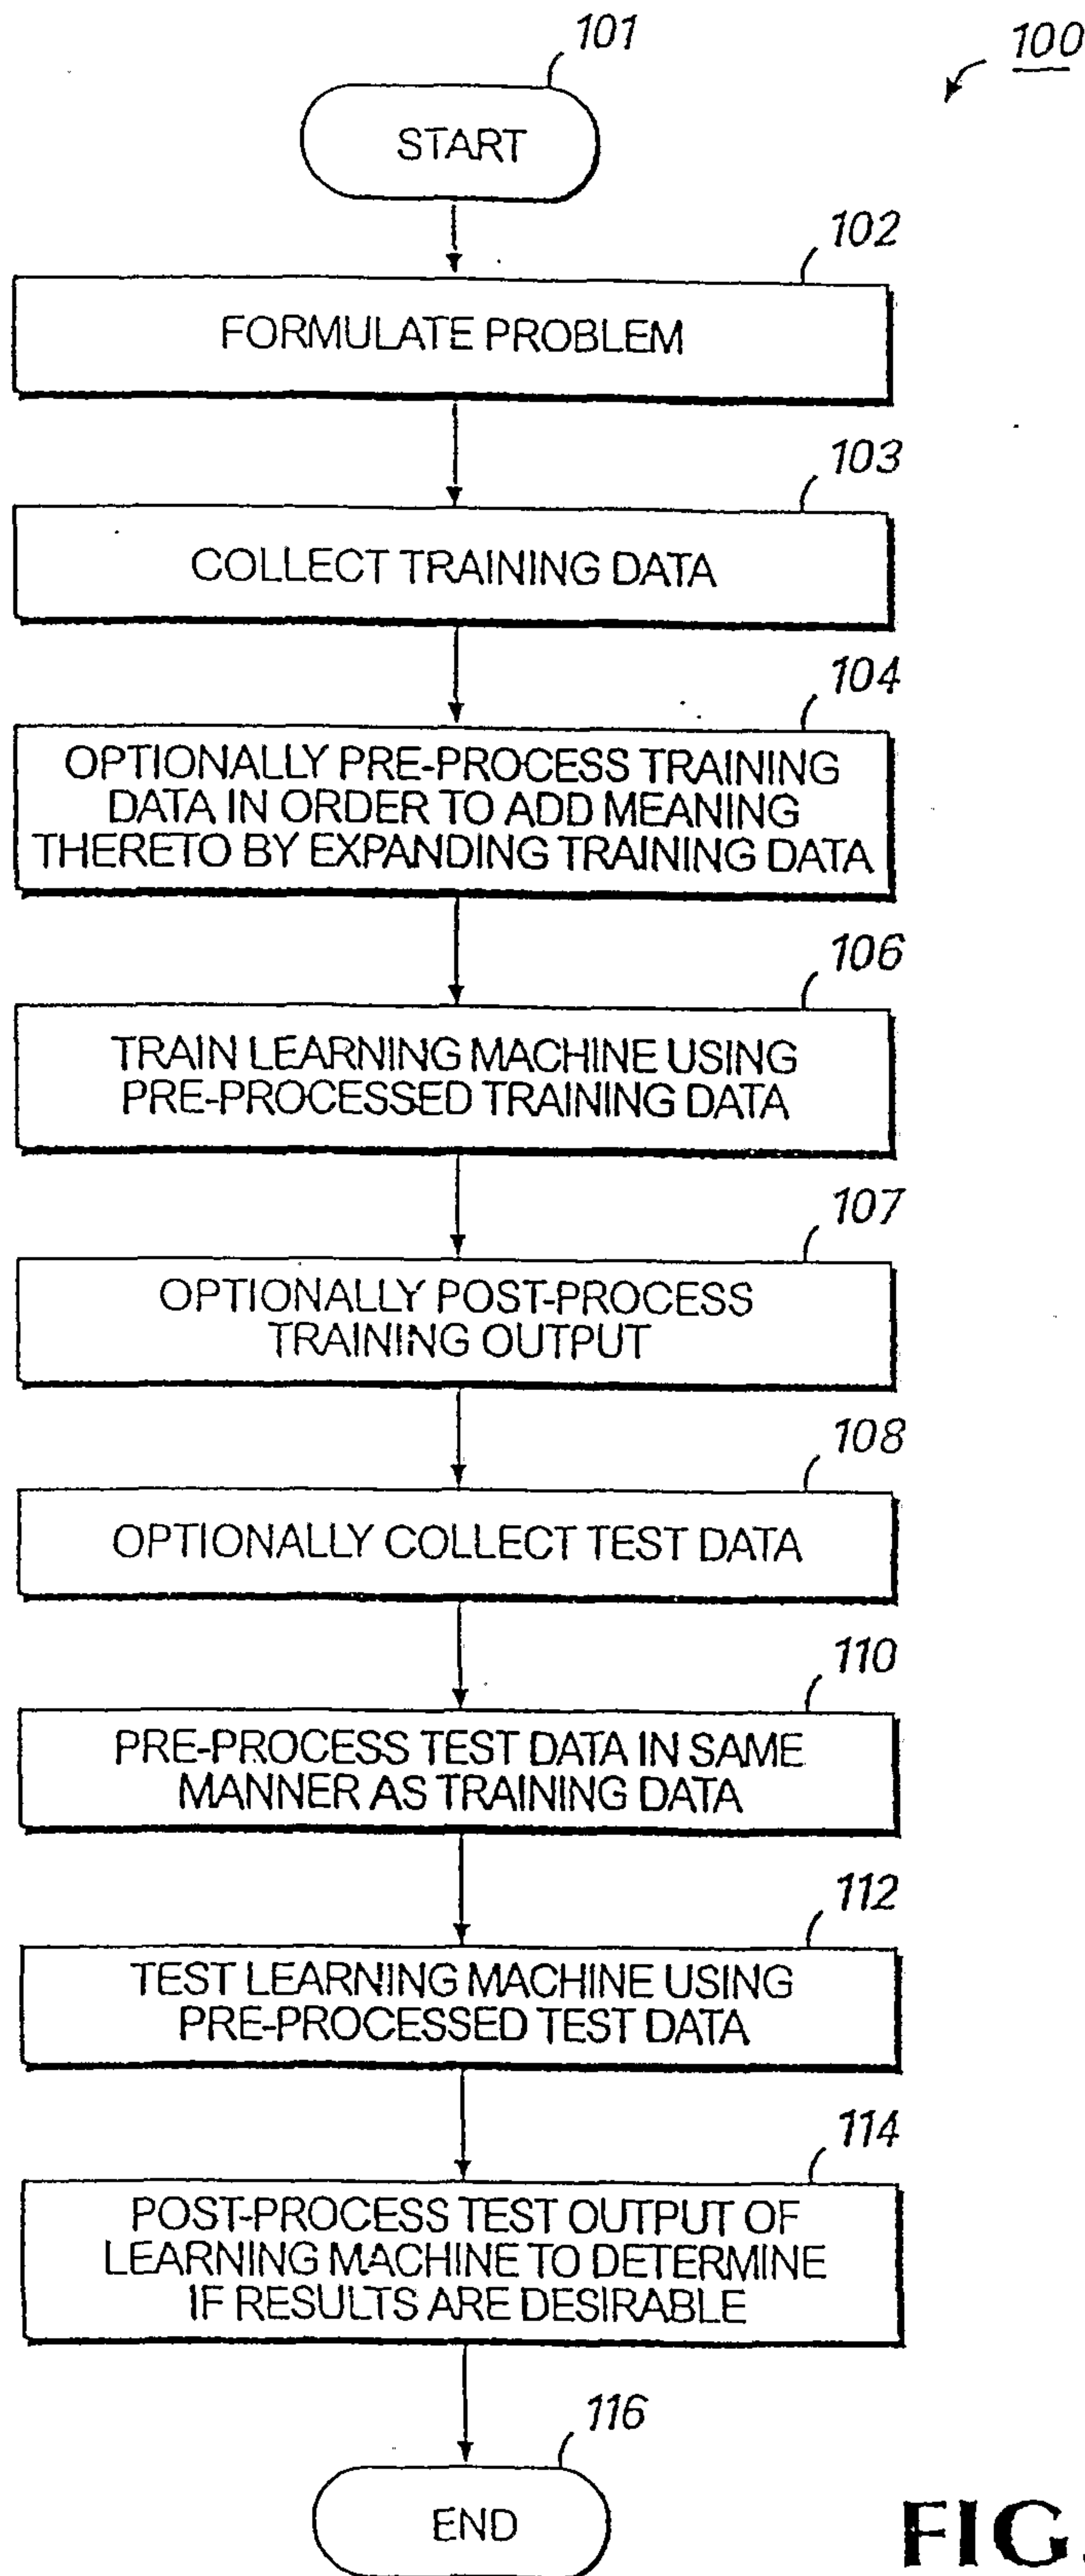 101
100
START
102
FORMULATE PROBLEM
103
COLLECT TRAINING DATA
104
OPTIONALLY PRE-PROCESS TRAINING
DATA IN ORDER TO ADD MEANING
THERETO BY EXPANDING TRAINING DATA
106
TRAIN LEARNING MACHINE USING
PRE-PROCESSED TRAINING DATA
107
OPTIONALLY POST-PROCESS
TRAINING OUTPUT
108
OPTIONALLY COLLECT TEST DATA
110
PRE-PROCESS TEST DATA IN SAME
MANNER AS TRAINING DATA
112
TEST LEARNING MACHINE USING
PRE-PROCESSED TEST DATA
114
POST-PROCESS TEST OUTPUT OF
LEARNING MACHINE TO DETERMINE
IF RESULTS ARE DESIRABLE
116
END
FIG.